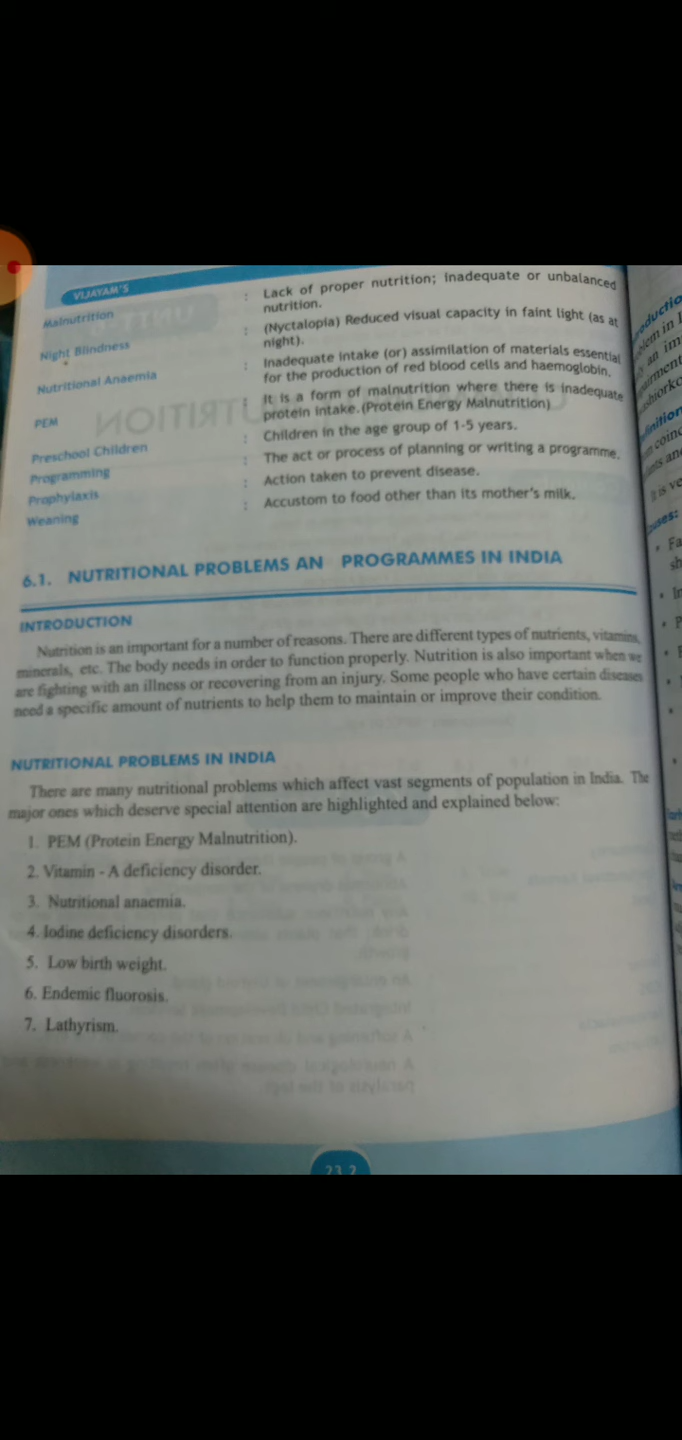 VIJAYAM'S
Malnutrition : Lack of proper nutrition; inadequate or unbalanced
nutrition.
Night Blindness : (Nyctalopia) Reduced visual capacity in faint light (as at
night).
Nutritional Anaemia : Inadequate intake (or) assimilation of materials essential
for the production of red blood cells and haemoglobin.
PEM : It is a form of malnutrition where there is inadequate
protein intake.(Protein Energy Malnutrition)
Preschool Children : Children in the age group of 1-5 years.
Programming : The act or process of planning or writing a programme.
Prophylaxis : Action taken to prevent disease.
Weaning : Accustom to food other than its mother's milk.
6.1. NUTRITIONAL PROBLEMS AN PROGRAMMES IN INDIA
INTRODUCTION
Nutrition is an important for a number of reasons. There are different types of nutrients, vitamins,
minerals, etc. The body needs in order to function properly. Nutrition is also important when we
are fighting with an illness or recovering from an injury. Some people who have certain diseases
need a specific amount of nutrients to help them to maintain or improve their condition.
NUTRITIONAL PROBLEMS IN INDIA
There are many nutritional problems which affect vast segments of population in India. The
major ones which deserve special attention are highlighted and explained below:
1. PEM (Protein Energy Malnutrition).
2. Vitamin - A deficiency disorder.
3. Nutritional anaemia.
4. Iodine deficiency disorders.
5. Low birth weight.
6. Endemic fluorosis.
7. Lathyrism.
23.2